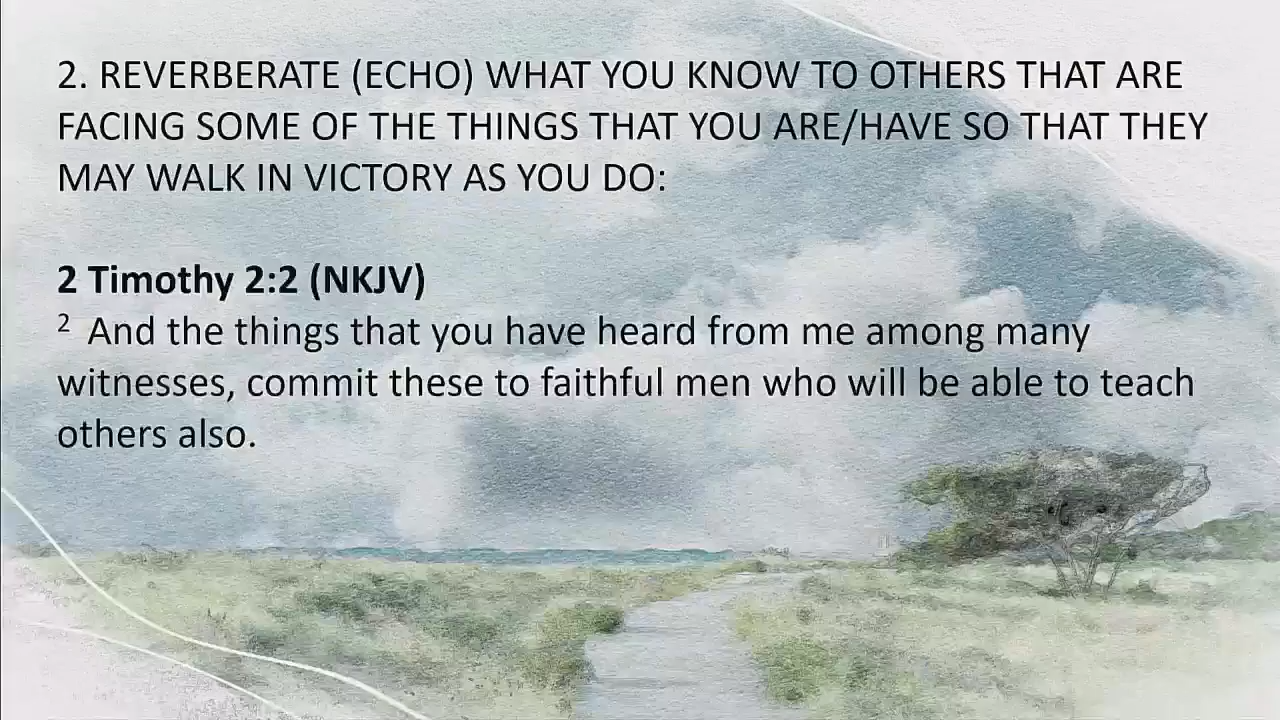 2. REVERBERATE (ECHO) WHAT YOU KNOW TO OTHERS THAT ARE
FACING SOME OF THE THINGS THAT YOU ARE/HAVE SO THAT THEY
MAY WALK IN VICTORY AS YOU DO:
2 Timothy 2:2 (NKJV)
2 And the things that you have heard from me among many
witnesses, commit these to faithful men who will be able to teach
others also.